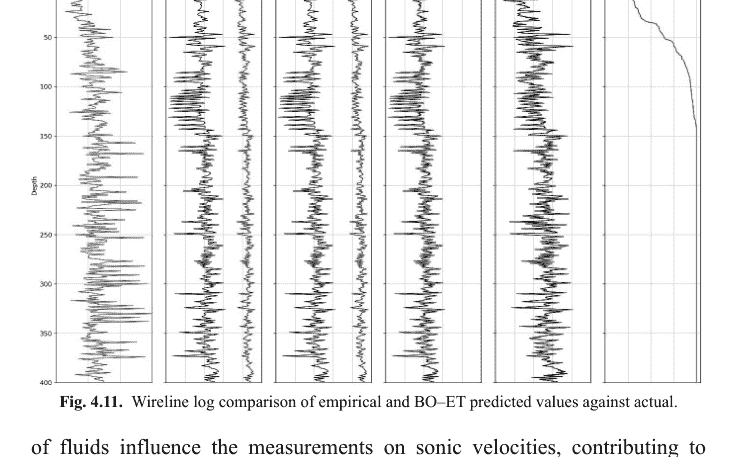 50
100
150
200
250
300
350
400
Depth
Fig. 4.11. Wireline log comparison of empirical and BO–ET predicted values against actual.
of fluids influence the measurements on sonic velocities, contributing to